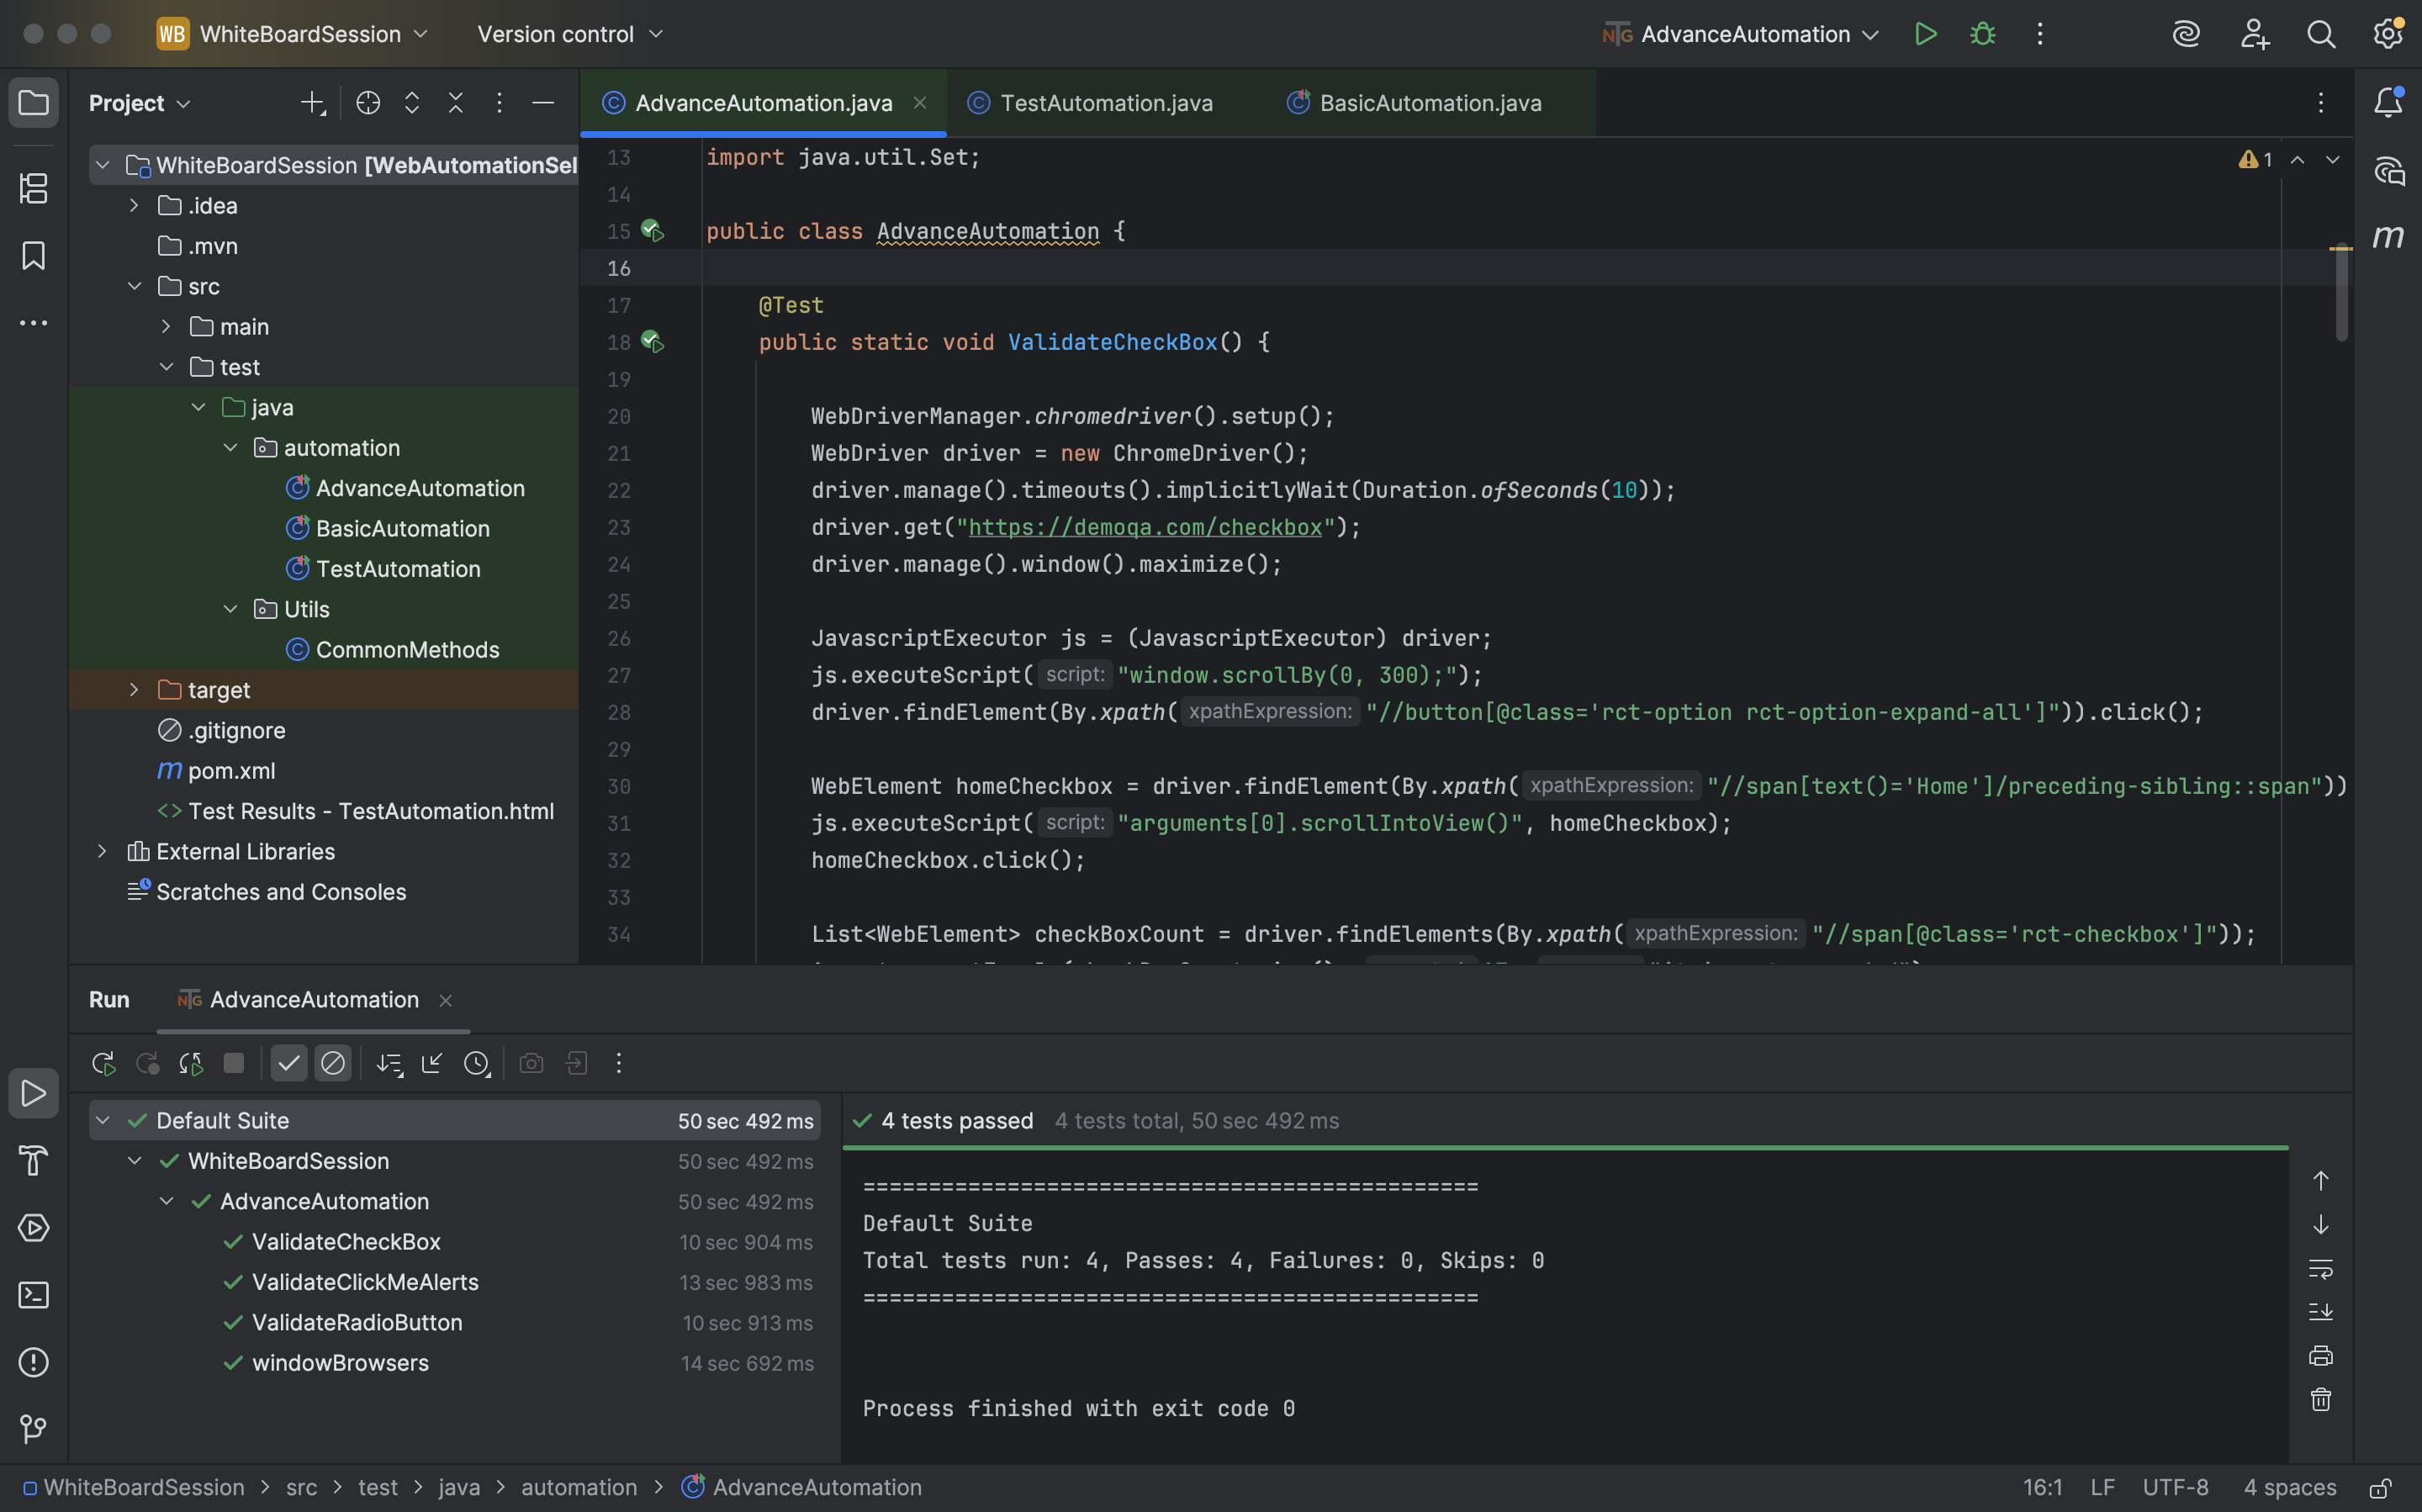 WB WhiteBoardSession Version control
NTG AdvanceAutomation
Project
AdvanceAutomation.java TestAutomation.java BasicAutomation.java
WhiteBoardSession [WebAutomationSel
.idea
.mvn
src
main
test
java
automation
AdvanceAutomation
BasicAutomation
TestAutomation
Utils
CommonMethods
target
.gitignore
m pom.xml
<> Test Results - TestAutomation.html
External Libraries
Scratches and Consoles
1
m
13 import java.util.Set;
14
15 public class AdvanceAutomation {
16
17 @Test
18 public static void ValidateCheckBox() {
19
20 WebDriverManager.chromedriver().setup();
21 WebDriver driver = new ChromeDriver();
22 driver.manage().timeouts().implicitlyWait(Duration.ofSeconds(10));
23 driver.get("https://demoqa.com/checkbox");
24 driver.manage().window().maximize();
25
26 JavascriptExecutor js = (JavascriptExecutor) driver;
27 js.executeScript( script: "window.scrollBy(0, 300);");
28 driver.findElement(By.xpath( xpathExpression: "//button[@class='rct-option rct-option-expand-all']")).click();
29
30 WebElement homeCheckbox = driver.findElement(By.xpath( xpathExpression: "//span[text()='Home']/preceding-sibling::span"))
31 js.executeScript( script: "arguments[0].scrollIntoView()", homeCheckbox);
32 homeCheckbox.click();
33
34 List<WebElement> checkBoxCount = driver.findElements(By.xpath( xpathExpression: "//span[@class='rct-checkbox']"));
Run NTG AdvanceAutomation
Default Suite 50 sec 492 ms
WhiteBoardSession 50 sec 492 ms
AdvanceAutomation 50 sec 492 ms
ValidateCheckBox 10 sec 904 ms
ValidateClickMeAlerts 13 sec 983 ms
ValidateRadioButton 10 sec 913 ms
windowBrowsers 14 sec 692 ms
4 tests passed 4 tests total, 50 sec 492 ms
===============================================
Default Suite
Total tests run: 4, Passes: 4, Failures: 0, Skips: 0
===============================================
Process finished with exit code 0
WhiteBoardSession > src > test > java > automation > AdvanceAutomation
16:1 LF UTF-8 4 spaces